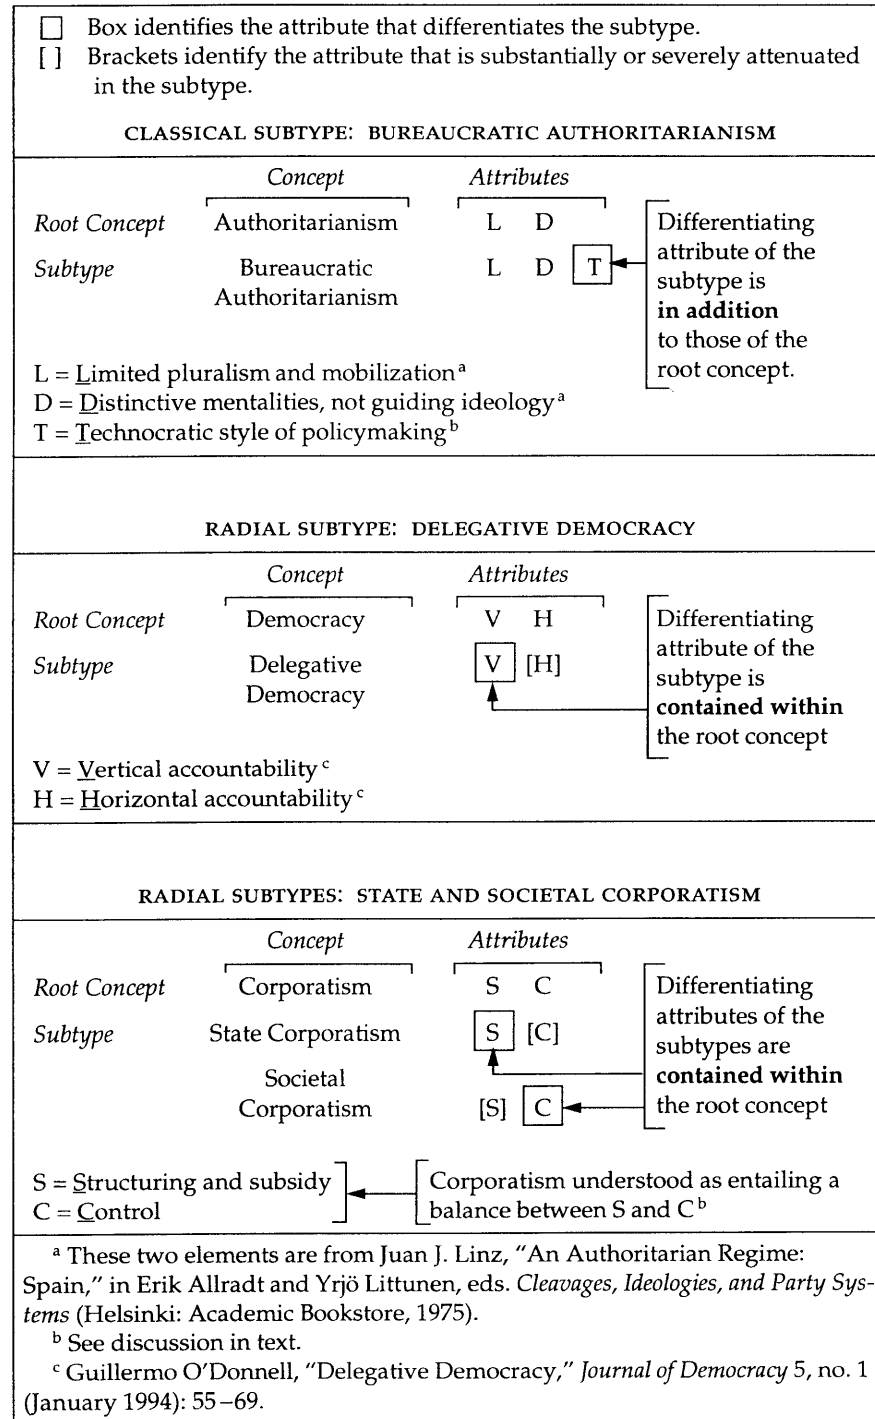 □ Box identifies the attribute that differentiates the subtype.
[ ] Brackets identify the attribute that is substantially or severely attenuated
in the subtype.
CLASSICAL SUBTYPE: BUREAUCRATIC AUTHORITARIANISM
Concept Attributes
Root Concept Authoritarianism L D
Subtype Bureaucratic L D T
Authoritarianism
Differentiating
attribute of the
subtype is
in addition
to those of the
root concept.
L = Limited pluralism and mobilization a
D = Distinctive mentalities, not guiding ideology a
T = Technocratic style of policymaking b
RADIAL SUBTYPE: DELEGATIVE DEMOCRACY
Concept Attributes
Root Concept Democracy V H
Subtype Delegative V [H]
Democracy
Differentiating
attribute of the
subtype is
contained within
the root concept
V = Vertical accountability c
H = Horizontal accountability c
RADIAL SUBTYPES: STATE AND SOCIETAL CORPORATISM
Concept Attributes
Root Concept Corporatism S C
Subtype State Corporatism S [C]
Societal
Corporatism [S] C
Differentiating
attributes of the
subtypes are
contained within
the root concept
S = Structuring and subsidy
C = Control
Corporatism understood as entailing a
balance between S and C b
a These two elements are from Juan J. Linz, "An Authoritarian Regime:
Spain," in Erik Allradt and Yrjö Littunen, eds. Cleavages, Ideologies, and Party Sys-
tems (Helsinki: Academic Bookstore, 1975).
b See discussion in text.
c Guillermo O'Donnell, "Delegative Democracy," Journal of Democracy 5, no. 1
(January 1994): 55–69.